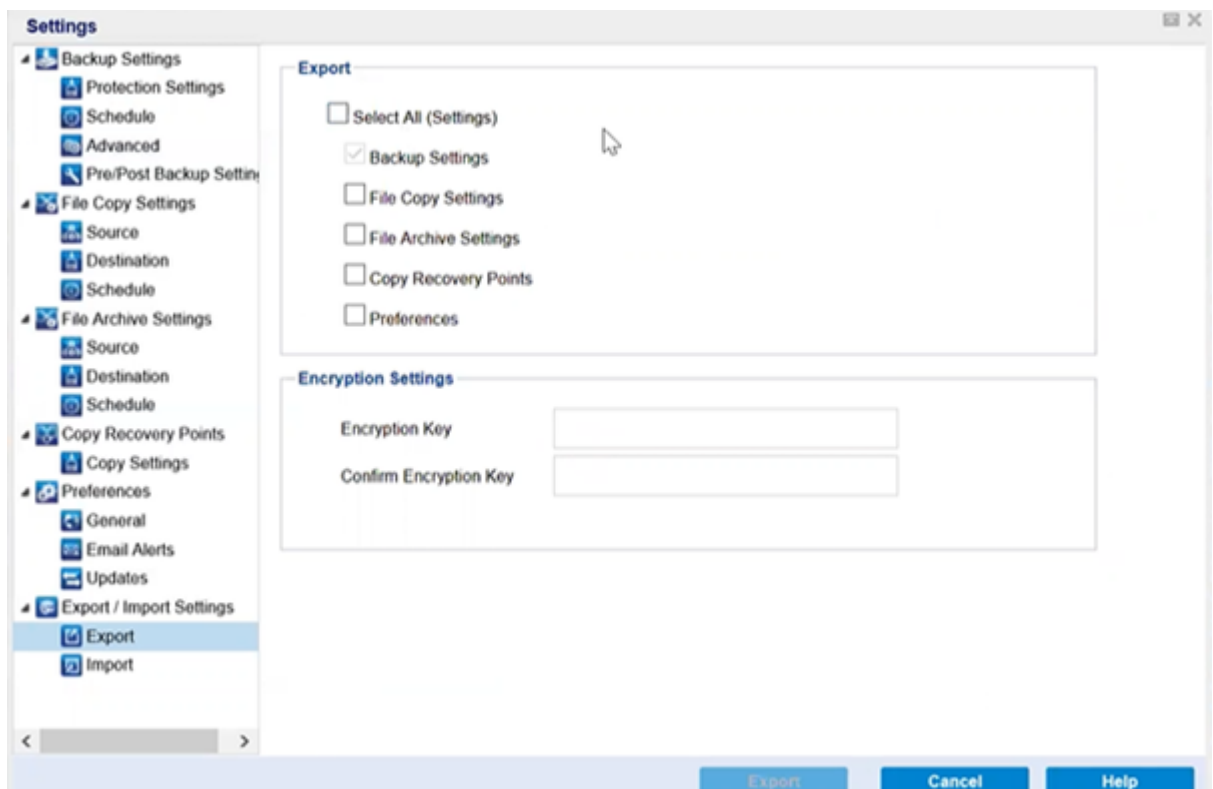 Settings
Backup Settings
Protection Settings
Schedule
Advanced
Pre/Post Backup Setting
File Copy Settings
Source
Destination
Schedule
File Archive Settings
Source
Destination
Schedule
Copy Recovery Points
Copy Settings
Preferences
General
Email Alerts
Updates
Export / Import Settings
Export
Import
Export
Select All (Settings)
Backup Settings
File Copy Settings
File Archive Settings
Copy Recovery Points
Preferences
Encryption Settings
Encryption Key
Confirm Encryption Key
Export
Cancel
Help